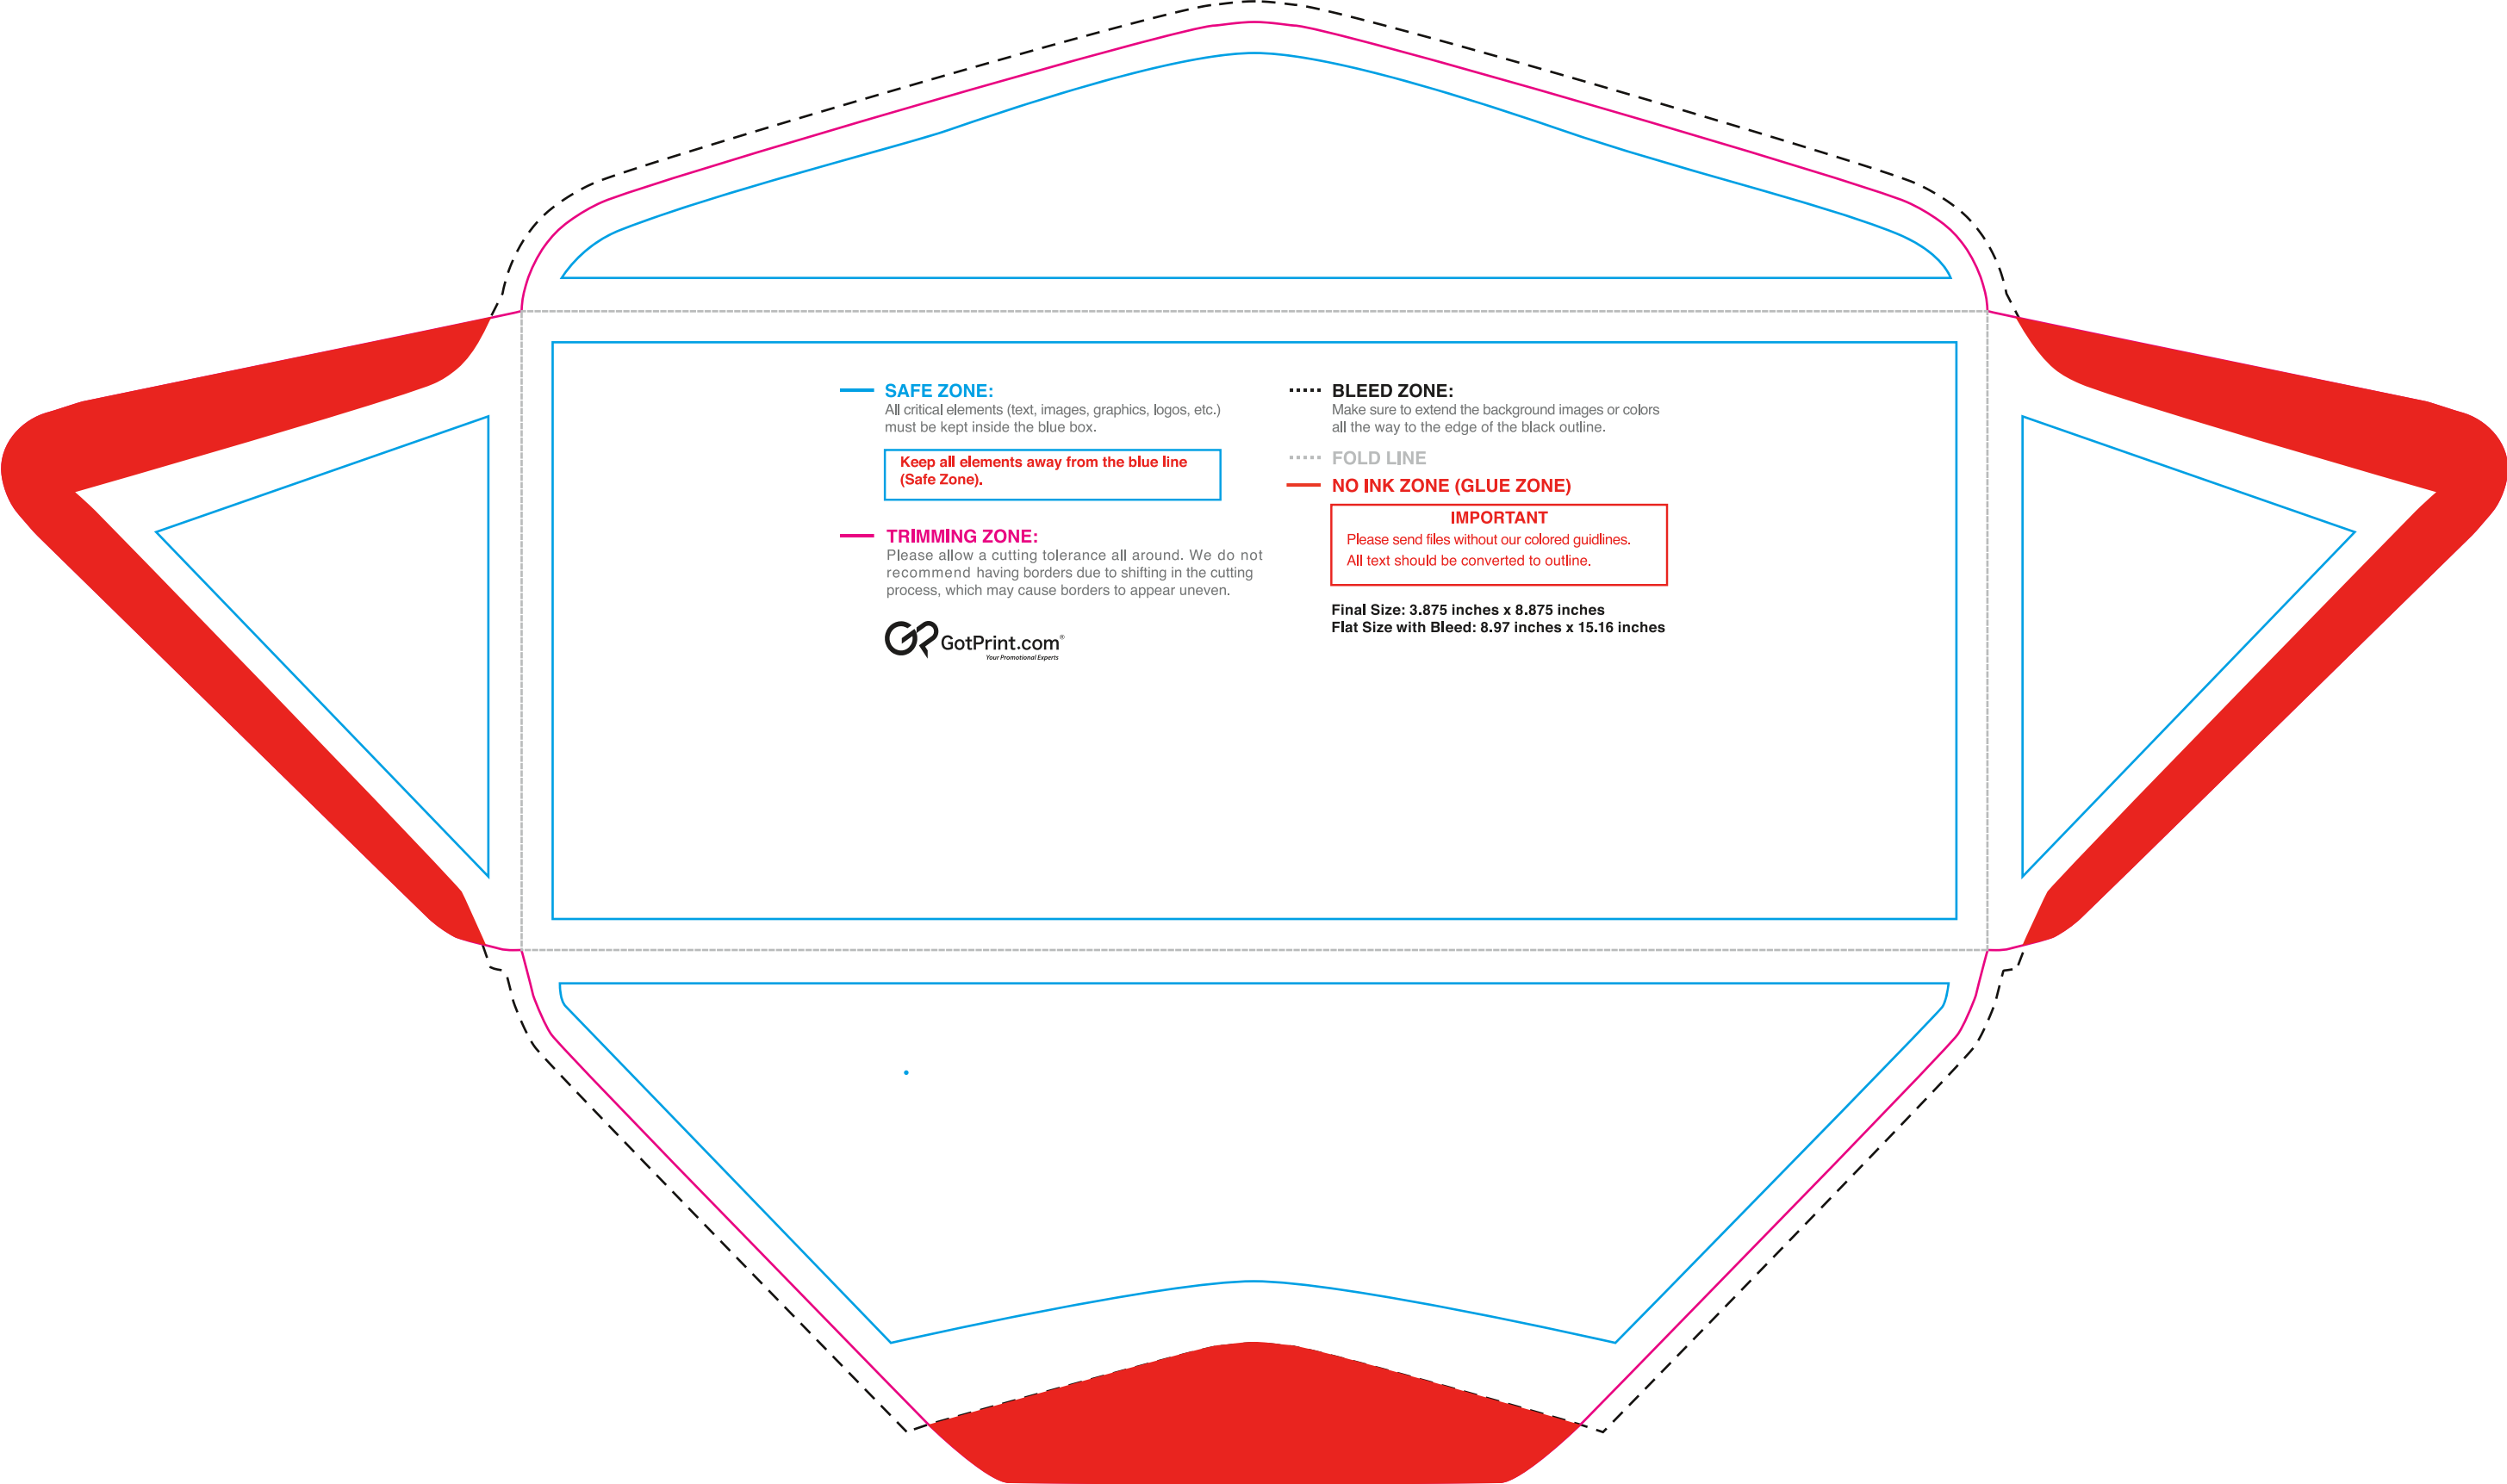 SAFE ZONE:
All critical elements (text, images, graphics, logos, etc.)
must be kept inside the blue box.
Keep all elements away from the blue line
(Safe Zone).
TRIMMING ZONE:
Please allow a cutting tolerance all around. We do not
recommend having borders due to shifting in the cutting
process, which may cause borders to appear uneven.
GP GotPrint.com®
Your Promotional Experts
BLEED ZONE:
Make sure to extend the background images or colors
all the way to the edge of the black outline.
FOLD LINE
NO INK ZONE (GLUE ZONE)
IMPORTANT
Please send files without our colored guidlines.
All text should be converted to outline.
Final Size: 3.875 inches x 8.875 inches
Flat Size with Bleed: 8.97 inches x 15.16 inches